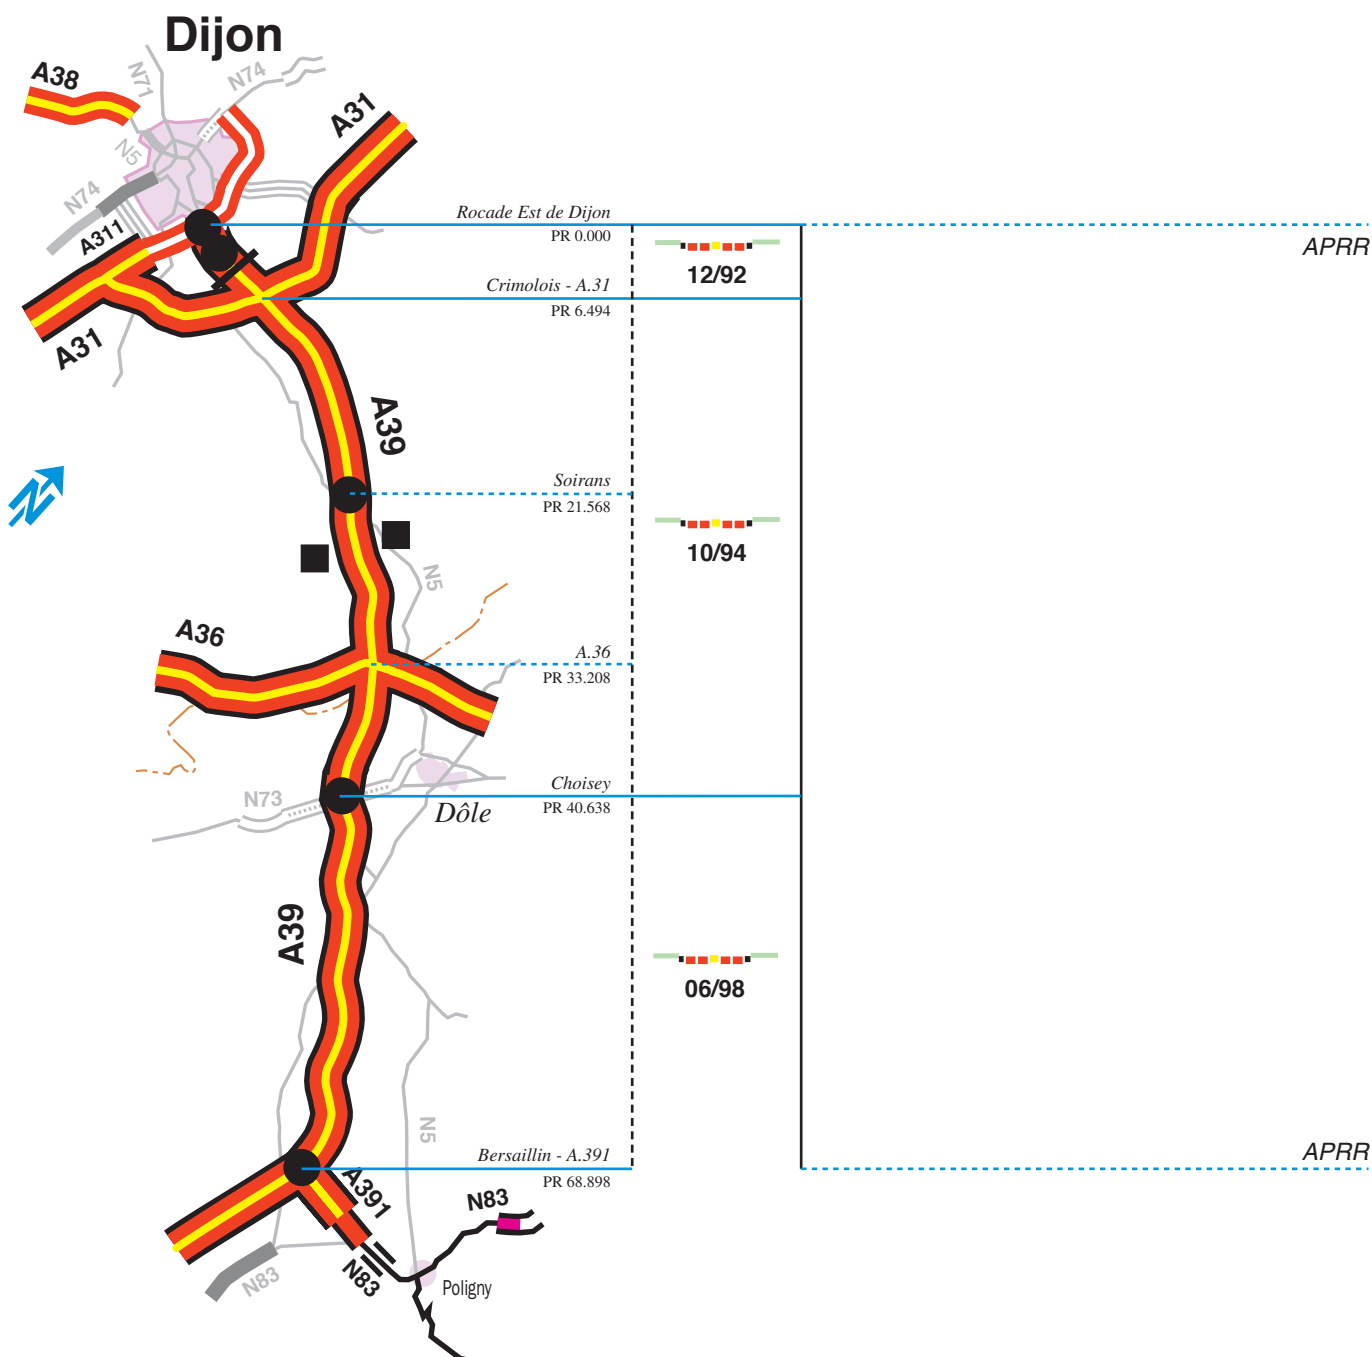 Dijon
A38
N71
N74
A31
N5
N74
A311
Rocade Est de Dijon
PR 0.000
APRR
12/92
Crimolois - A.31
PR 6.494
A31
A39
N
Soirans
PR 21.568
10/94
N5
A36
A.36
PR 33.208
Choisey
PR 40.638
N73
Dôle
A39
06/98
N5
Bersaillin - A.391
PR 68.898
APRR
A391
N83
N83
N83
Poligny